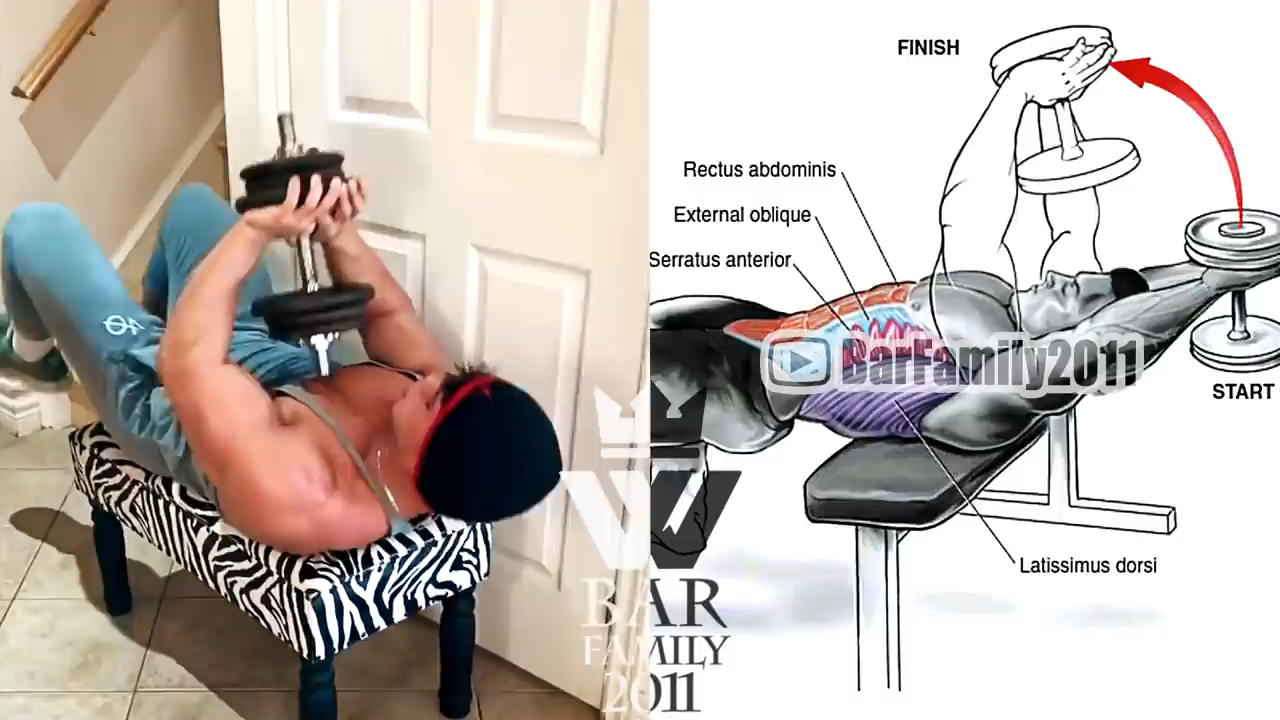 FINISH
Rectus abdominis
External oblique
Serratus anterior
BarFamily2011
START
Latissimus dorsi
W
BAR
FAMILY
2011